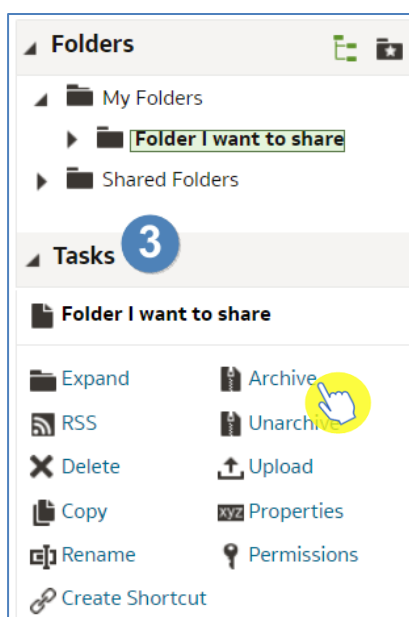 Folders
My Folders
Folder I want to share
Shared Folders
Tasks 3
Folder I want to share
Expand Archive
RSS Unarchive
Delete Upload
Copy xyz Properties
Rename Permissions
Create Shortcut